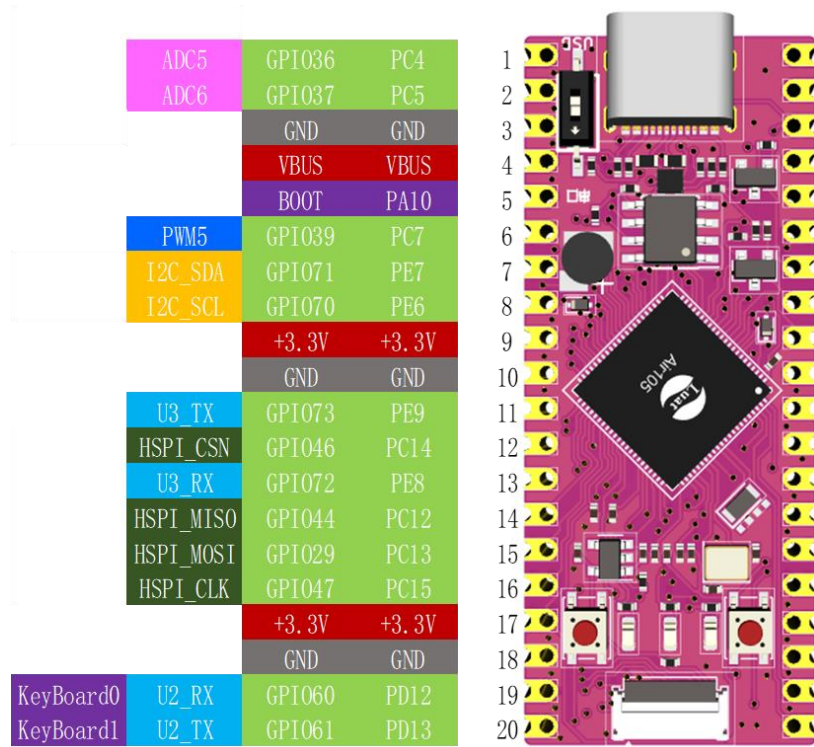 ADC5 GPIO36 PC4 1
ADC6 GPIO37 PC5 2
GND GND 3
VBUS VBUS 4
BOOT PA10 5
PWM5 GPIO39 PC7 6
I2C_SDA GPIO71 PE7 7
I2C_SCL GPIO70 PE6 8
+3.3V +3.3V 9
GND GND 10
U3_TX GPIO73 PE9 11
HSPI_CSN GPIO46 PC14 12
U3_RX GPIO72 PE8 13
HSPI_MISO GPIO44 PC12 14
HSPI_MOSI GPIO29 PC13 15
HSPI_CLK GPIO47 PC15 16
+3.3V +3.3V 17
GND GND 18
KeyBoard0 U2_RX GPIO60 PD12 19
KeyBoard1 U2_TX GPIO61 PD13 20
USB
Luat
Air105